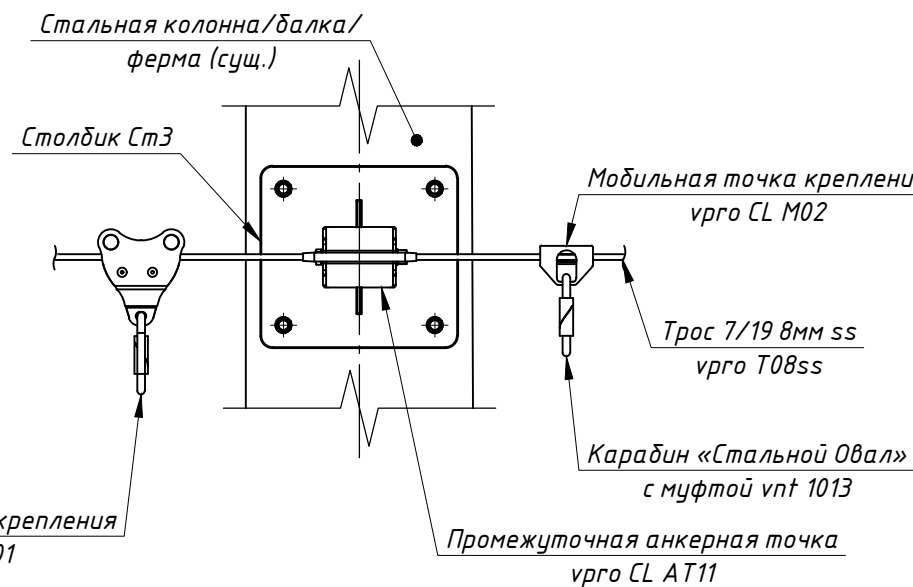 Стальная колонна/балка/
ферма (сущ.)
Столбик Ст3
Мобильная точка креплени
vpro CL M02
Трос 7/19 8мм ss
vpro T08ss
Карабин «Стальной Овал»
с муфтой vnt 1013
крепления
01
Промежуточная анкерная точка
vpro CL AT11